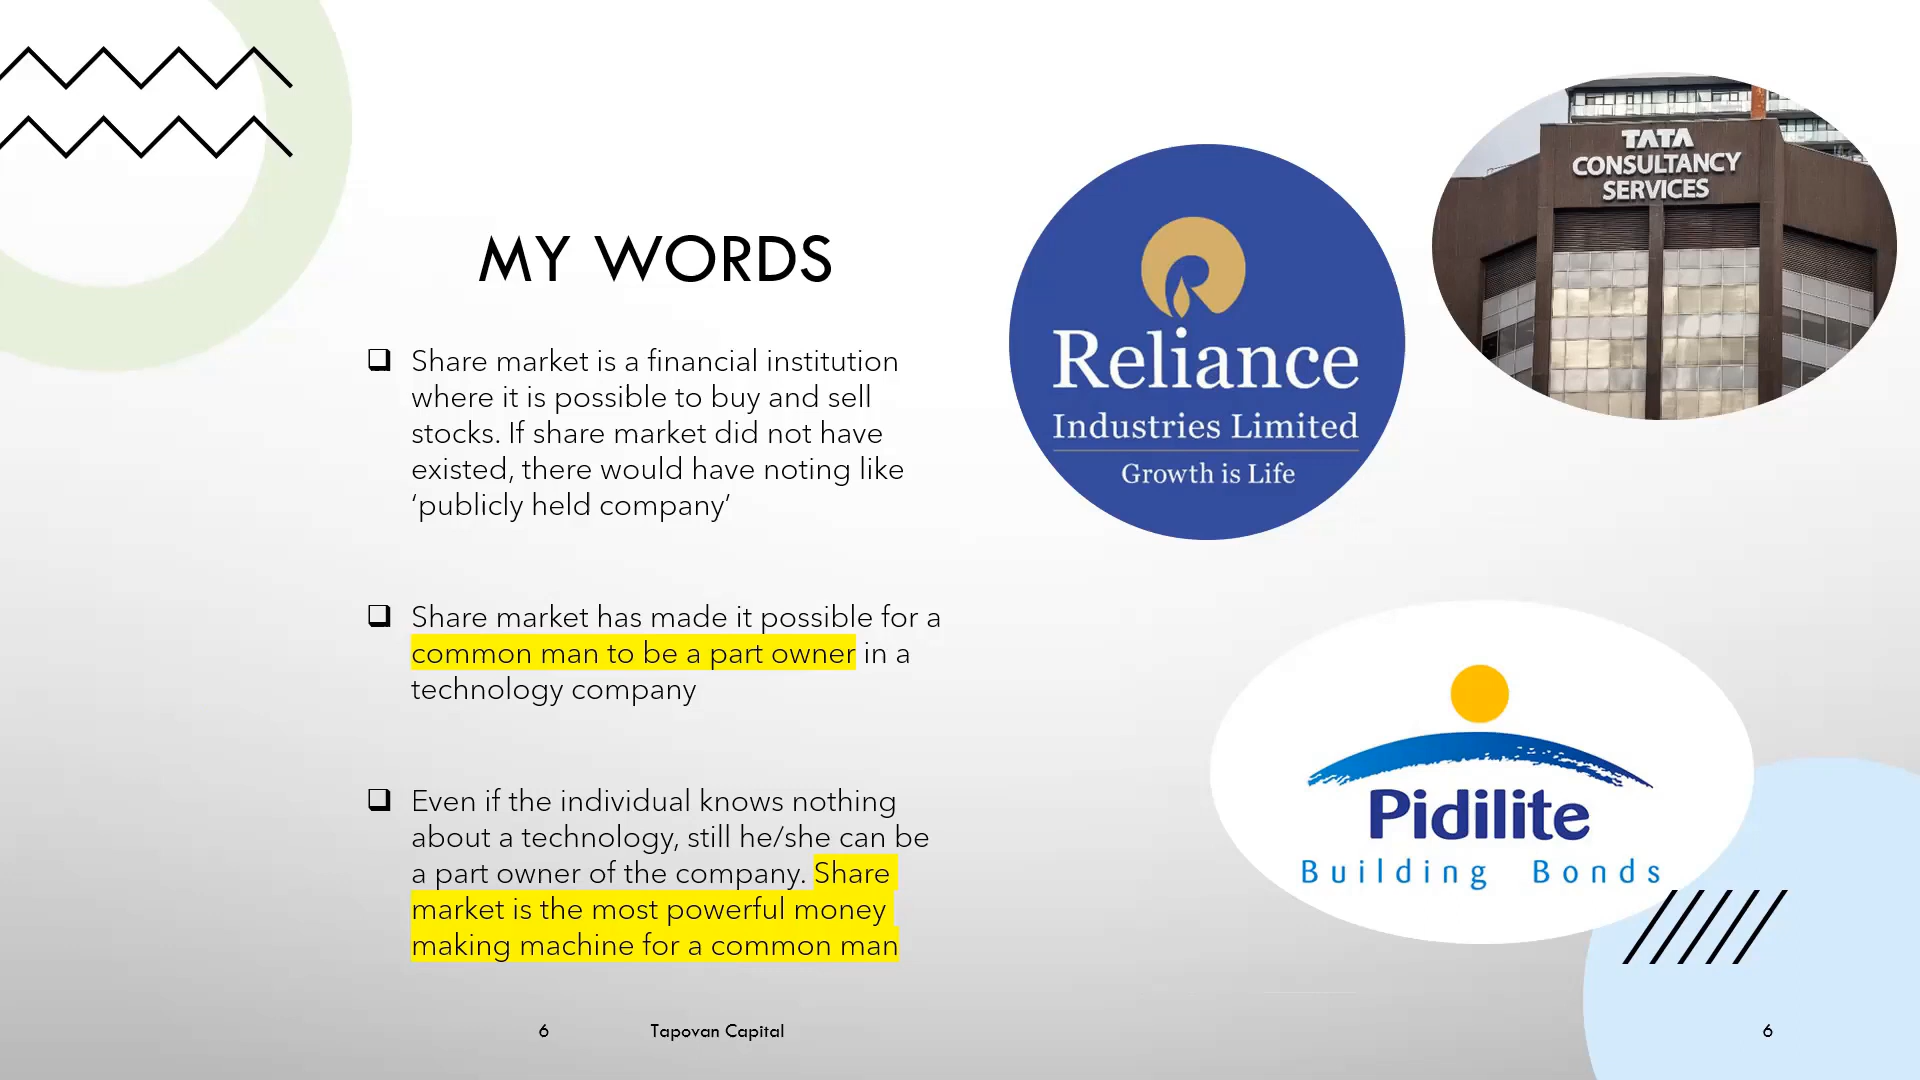 MY WORDS
Share market is a financial institution
where it is possible to buy and sell
stocks. If share market did not have
existed, there would have noting like
‘publicly held company’
Share market has made it possible for a
common man to be a part owner in a
technology company
Even if the individual knows nothing
about a technology, still he/she can be
a part owner of the company. Share
market is the most powerful money
making machine for a common man
Reliance
Industries Limited
Growth is Life
TATA
CONSULTANCY
SERVICES
Pidilite
Building Bonds
6
Tapovan Capital
6